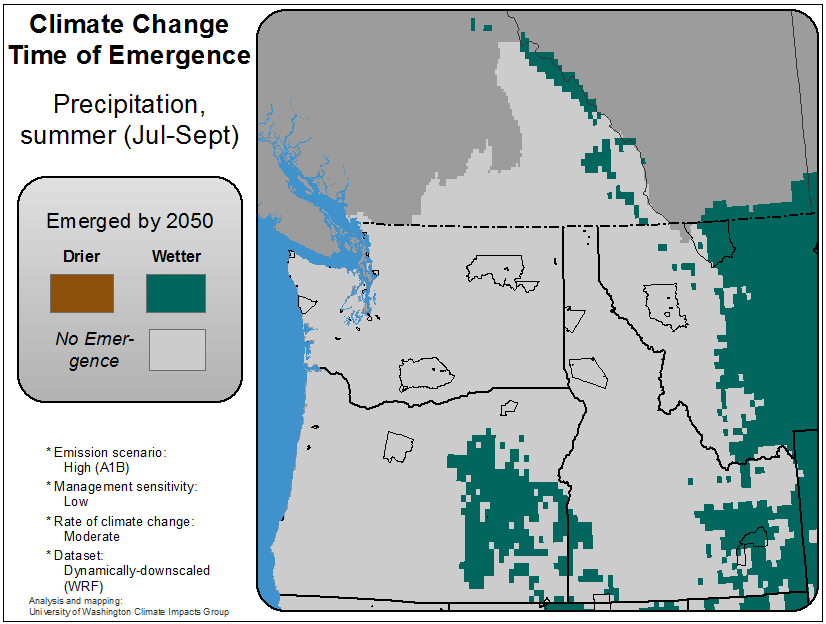 Climate Change
Time of Emergence
Precipitation,
summer (Jul-Sept)
Emerged by 2050
Drier Wetter
No Emer-
gence
* Emission scenario:
High (A1B)
* Management sensitivity:
Low
* Rate of climate change:
Moderate
* Dataset:
Dynamically-downscaled
(WRF)
Analysis and mapping:
University of Washington Climate Impacts Group